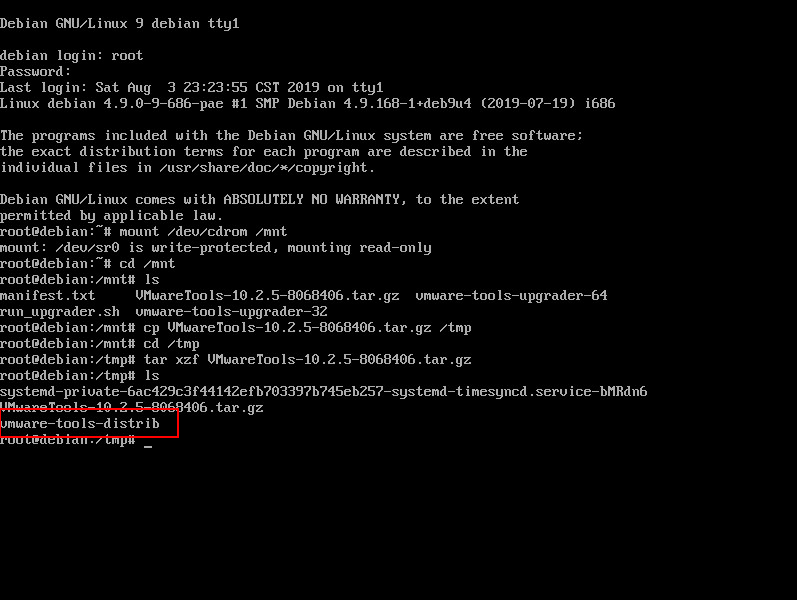 Debian GNU/Linux 9 debian tty1
debian login: root
Password:
Last login: Sat Aug  3 23:23:55 CST 2019 on tty1
Linux debian 4.9.0-9-686-pae #1 SMP Debian 4.9.168-1+deb9u4 (2019-07-19) i686
The programs included with the Debian GNU/Linux system are free software;
the exact distribution terms for each program are described in the
individual files in /usr/share/doc/*/copyright.
Debian GNU/Linux comes with ABSOLUTELY NO WARRANTY, to the extent
permitted by applicable law.
root@debian:~# mount /dev/cdrom /mnt
mount: /dev/sr0 is write-protected, mounting read-only
root@debian:~# cd /mnt
root@debian:/mnt# ls
manifest.txt     VMwareTools-10.2.5-8068406.tar.gz  vmware-tools-upgrader-64
run_upgrader.sh  vmware-tools-upgrader-32
root@debian:/mnt# cp VMwareTools-10.2.5-8068406.tar.gz /tmp
root@debian:/mnt# cd /tmp
root@debian:/tmp# tar xzf VMwareTools-10.2.5-8068406.tar.gz
root@debian:/tmp# ls
systemd-private-6ac429c3f44142efb703397b745eb257-systemd-timesyncd.service-bMRdn6
VMwareTools-10.2.5-8068406.tar.gz
vmware-tools-distrib
root@debian:/tmp# _